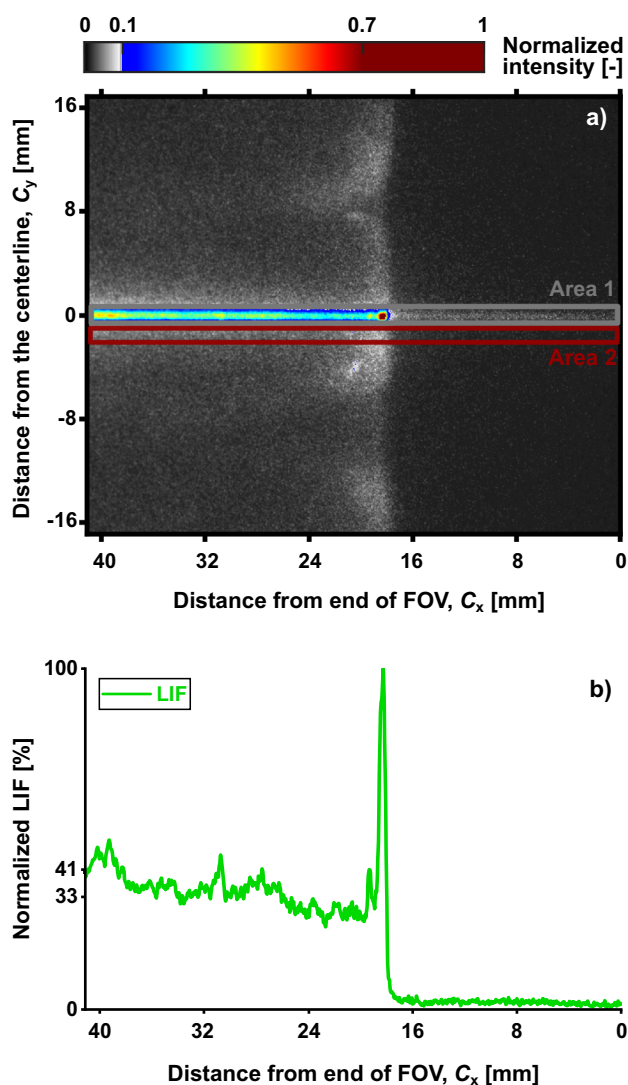 0 0.1 0.7 1
Normalized
intensity [-]
a)
16
8
0
-8
-16
Distance from the centerline, Cy [mm]
Area 1
Area 2
40 32 24 16 8 0
Distance from end of FOV, Cx [mm]
b)
LIF
100
41
33
0
Normalized LIF [%]
40 32 24 16 8 0
Distance from end of FOV, Cx [mm]